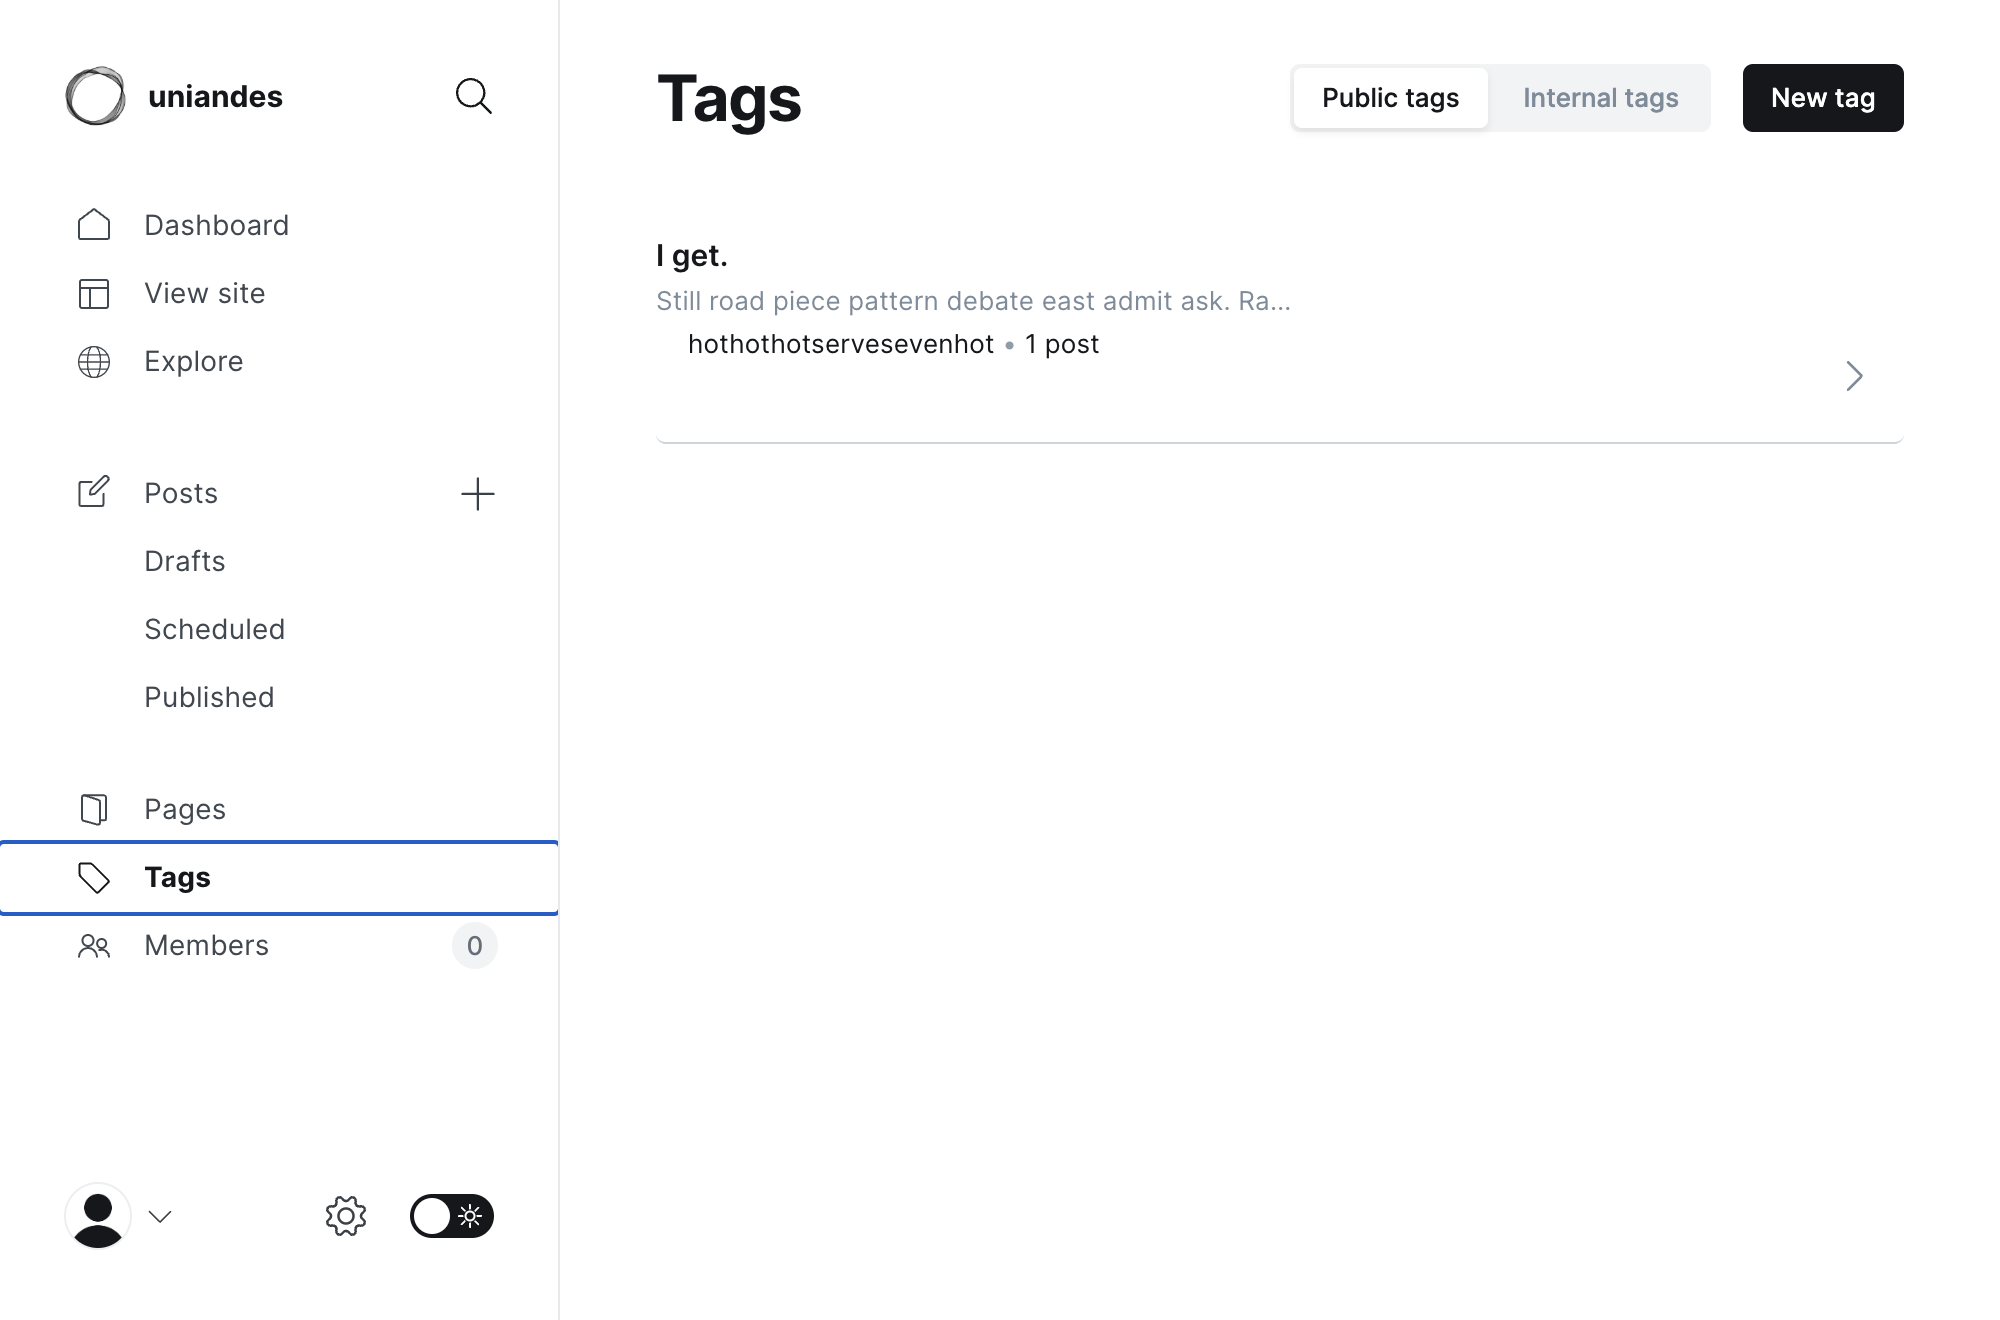 uniandes
Dashboard
View site
Explore
Posts
Drafts
Scheduled
Published
Pages
Tags
Members 0
Tags
Public tags Internal tags New tag
I get.
Still road piece pattern debate east admit ask. Ra...
hothothotservesevenhot • 1 post